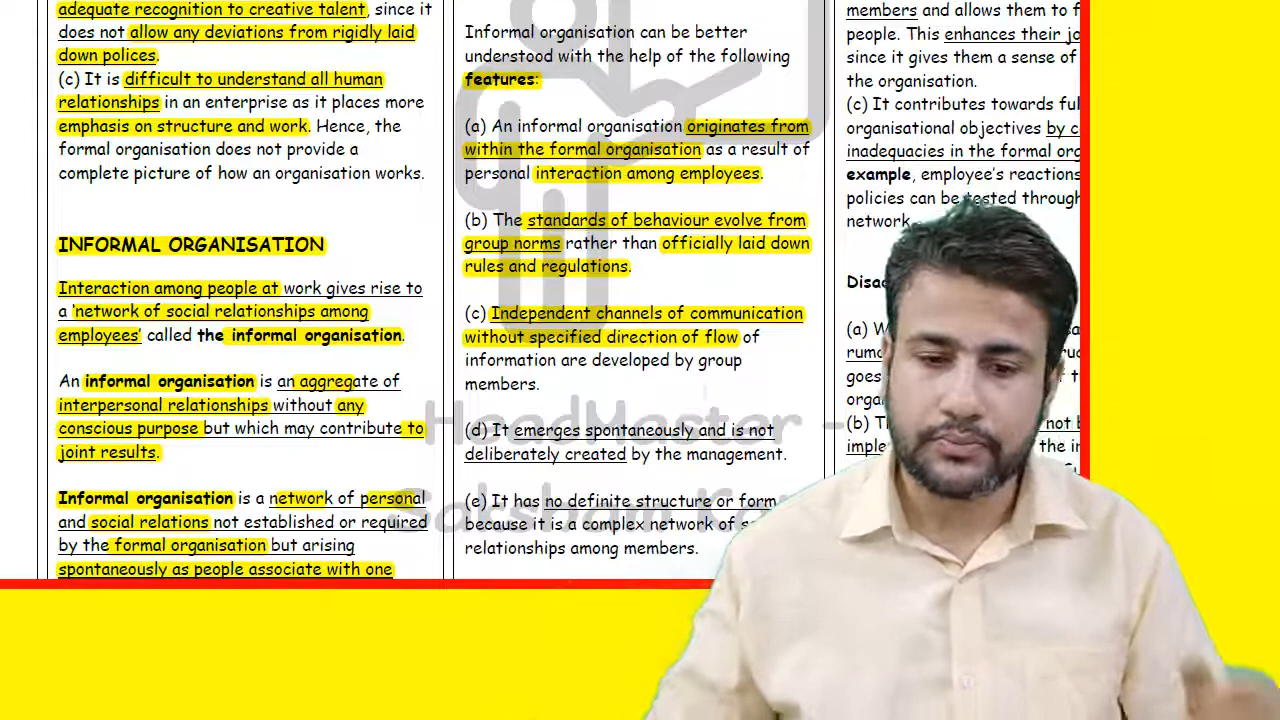 adequate recognition to creative talent, since it
does not allow any deviations from rigidly laid
down polices.
(c) It is difficult to understand all human
relationships in an enterprise as it places more
emphasis on structure and work. Hence, the
formal organisation does not provide a
complete picture of how an organisation works.
INFORMAL ORGANISATION
Interaction among people at work gives rise to
a 'network of social relationships among
employees' called the informal organisation.
An informal organisation is an aggregate of
interpersonal relationships without any
conscious purpose but which may contribute to
joint results.
Informal organisation is a network of personal
and social relations not established or required
by the formal organisation but arising
spontaneously as people associate with one
Informal organisation can be better
understood with the help of the following
features:
(a) An informal organisation originates from
within the formal organisation as a result of
personal interaction among employees.
(b) The standards of behaviour evolve from
group norms rather than officially laid down
rules and regulations.
(c) Independent channels of communication
without specified direction of flow of
information are developed by group
members.
(d) It emerges spontaneously and is not
deliberately created by the management.
(e) It has no definite structure or form
because it is a complex network of
relationships among members.
members and allows them to
people. This enhances their
since it gives them a sense of
the organisation.
(c) It contributes towards
organisational objectives by
inadequacies in the formal
example, employee's reactions
policies can be tested through
network.
(a)
goes
(b)
the
HeadMaster -
Saksham